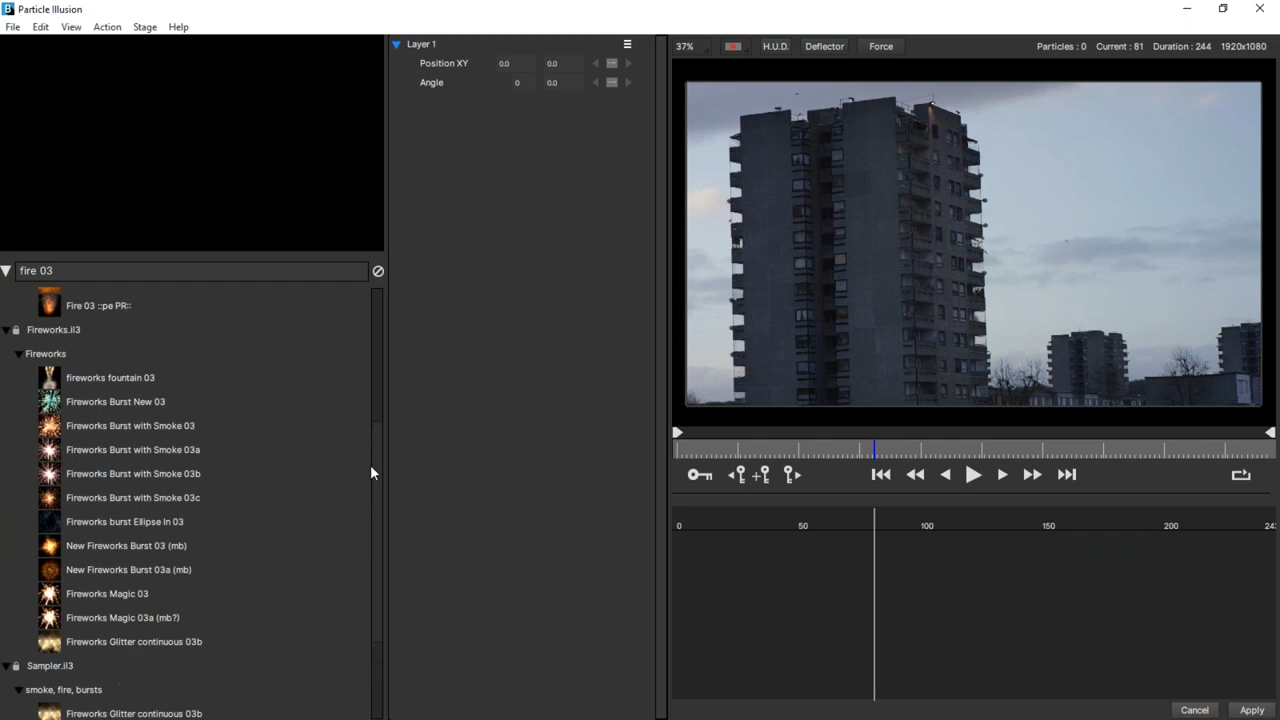 B Particle Illusion
File Edit View Action Stage Help
Layer 1
37% H.U.D. Deflector Force Particles : 0 Current : 81 Duration : 244 1920x1080
Position XY 0.0 0.0
Angle 0 0.0
fire 03
Fire 03 ::pe PR::
Fireworks.il3
Fireworks
fireworks fountain 03
Fireworks Burst New 03
Fireworks Burst with Smoke 03
Fireworks Burst with Smoke 03a
Fireworks Burst with Smoke 03b
Fireworks Burst with Smoke 03c
Fireworks burst Ellipse In 03
New Fireworks Burst 03 (mb)
New Fireworks Burst 03a (mb)
Fireworks Magic 03
Fireworks Magic 03a (mb?)
Fireworks Glitter continuous 03b
Sampler.il3
smoke, fire, bursts
Fireworks Glitter continuous 03b
0 50 100 150 200 24
Cancel Apply